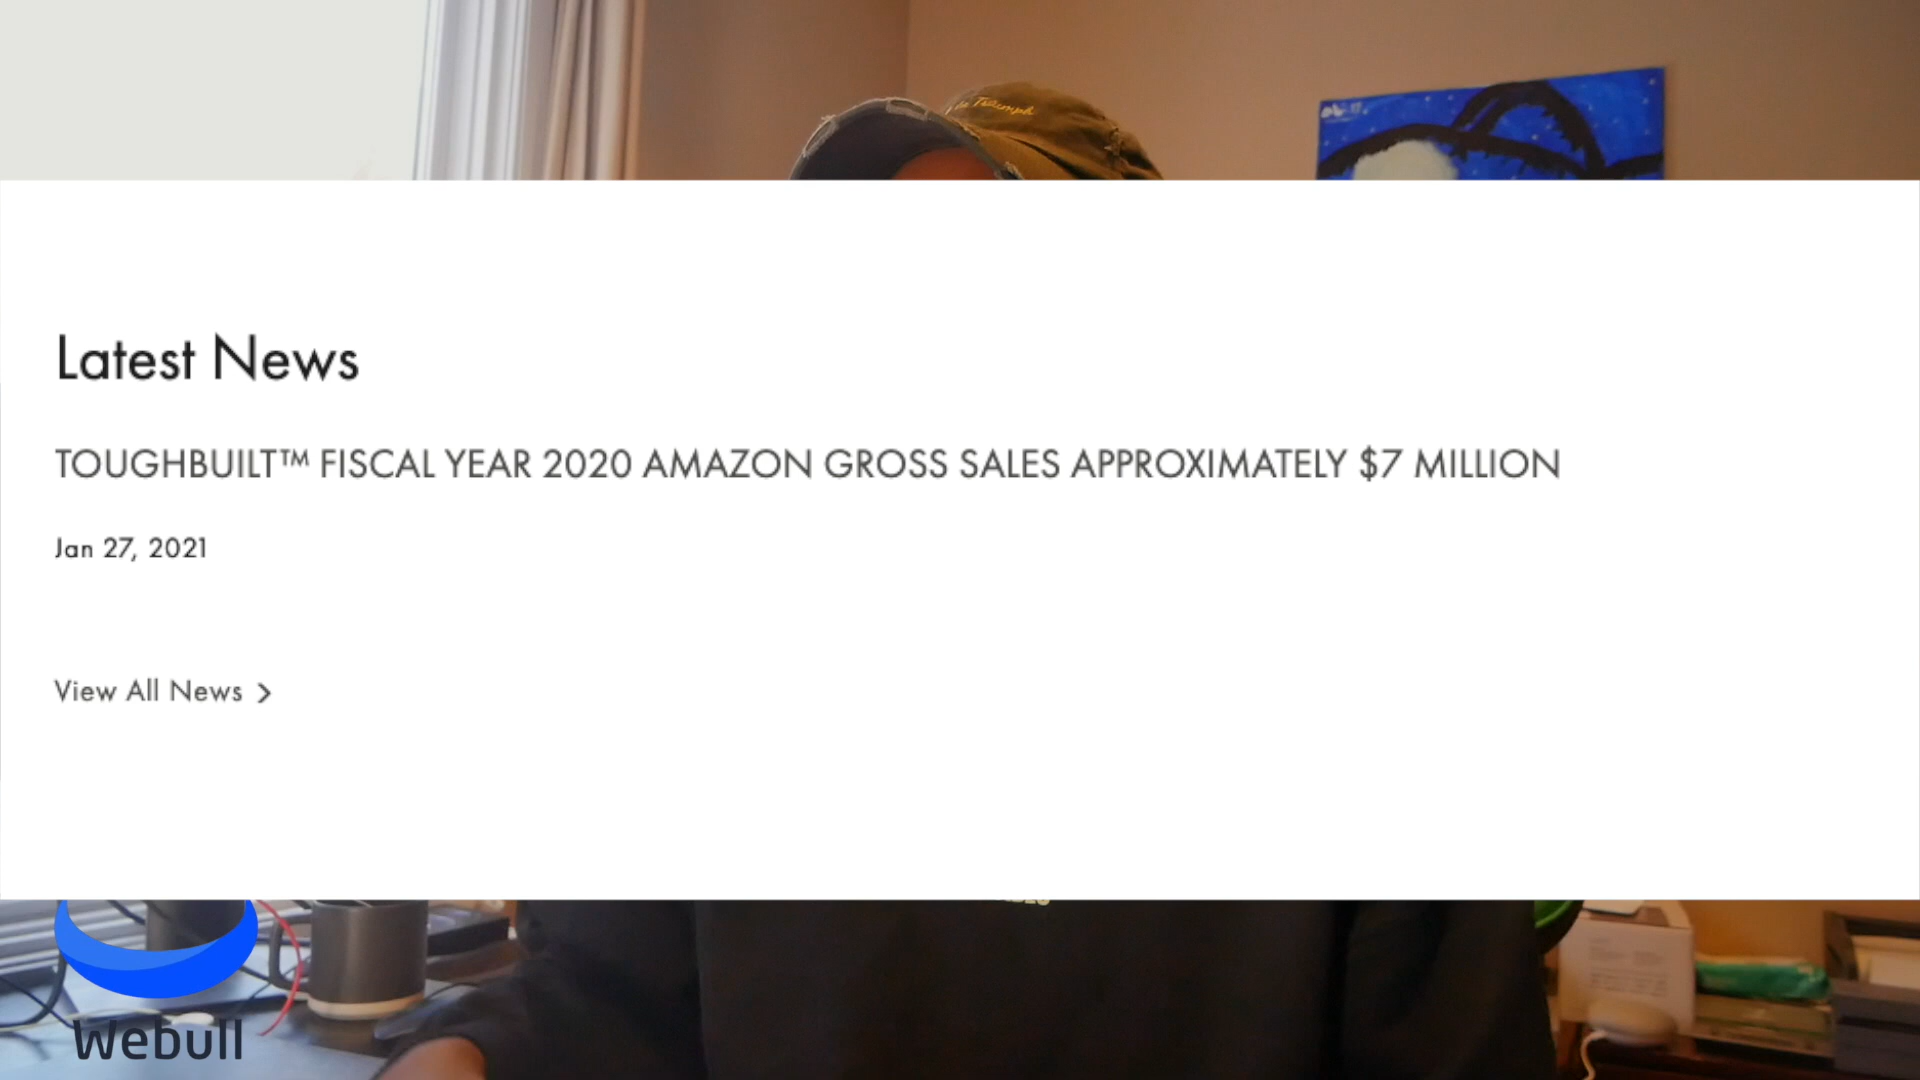 Latest News
TOUGHBUILT™ FISCAL YEAR 2020 AMAZON GROSS SALES APPROXIMATELY $7 MILLION
Jan 27, 2021
View All News >
Webull